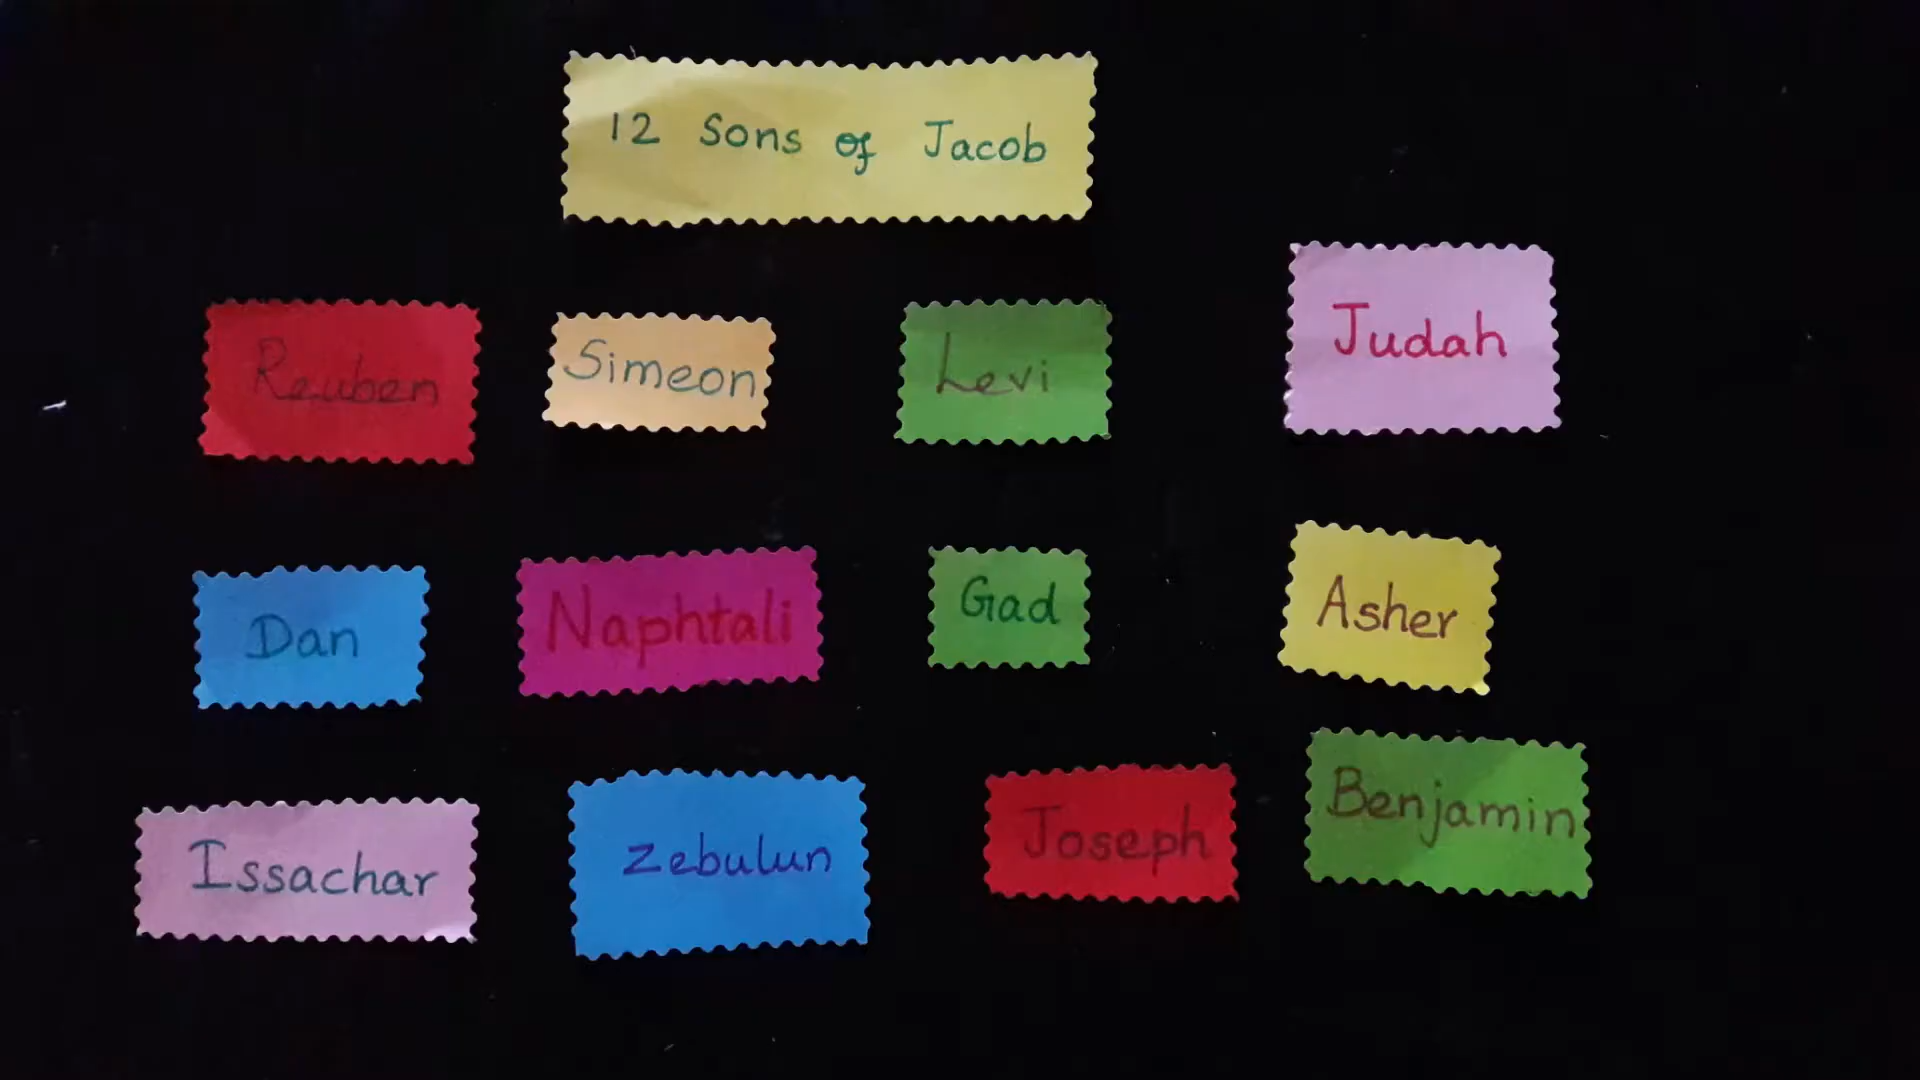 12 Sons of Jacob
Reuben
Simeon
Levi
Judah
Dan
Naphtali
Gad
Asher
Issachar
Zebulun
Joseph
Benjamin